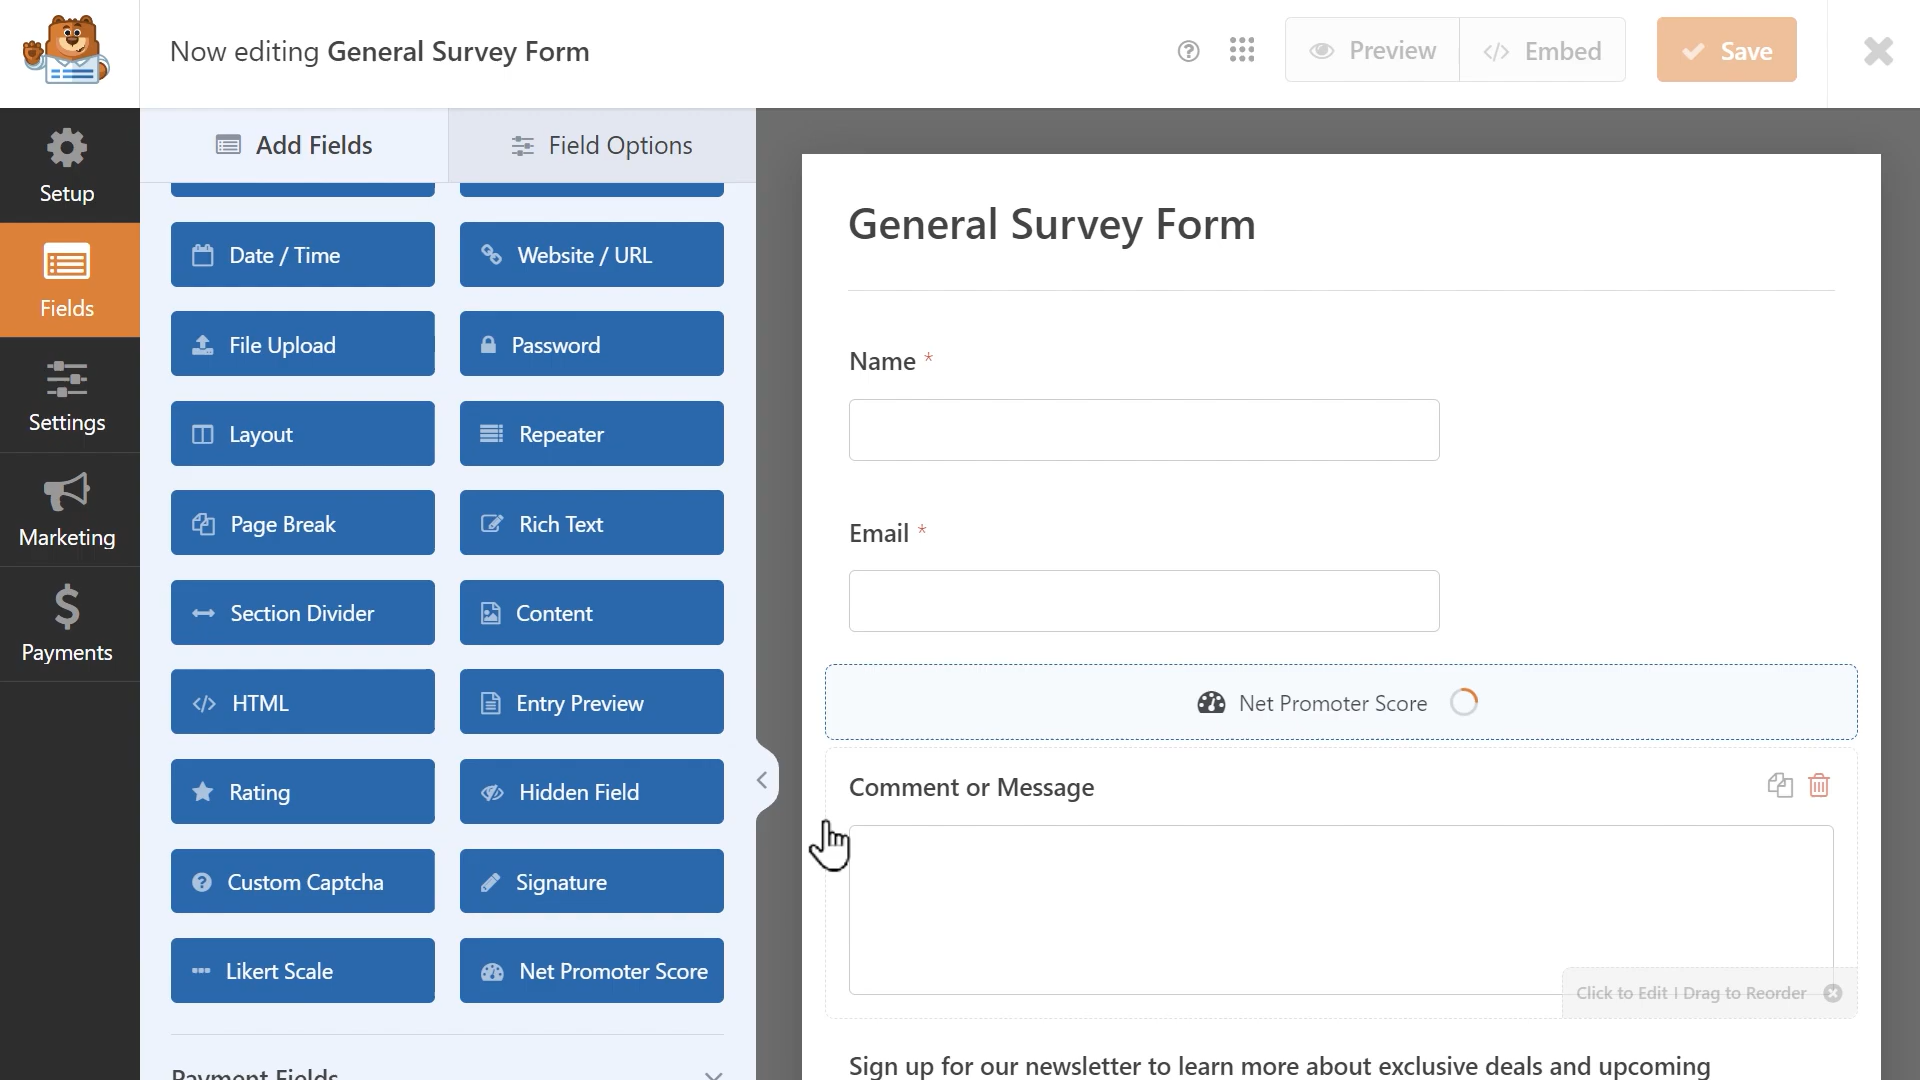 Now editing General Survey Form
Preview
Embed
Save
Setup
Fields
Settings
Marketing
Payments
Add Fields
Field Options
Date / Time
Website / URL
File Upload
Password
Layout
Repeater
Page Break
Rich Text
Section Divider
Content
HTML
Entry Preview
Rating
Hidden Field
Custom Captcha
Signature
Likert Scale
Net Promoter Score
Payment Fields
General Survey Form
Name *
Email *
Net Promoter Score
Comment or Message
Click to Edit | Drag to Reorder
Sign up for our newsletter to learn more about exclusive deals and upcoming